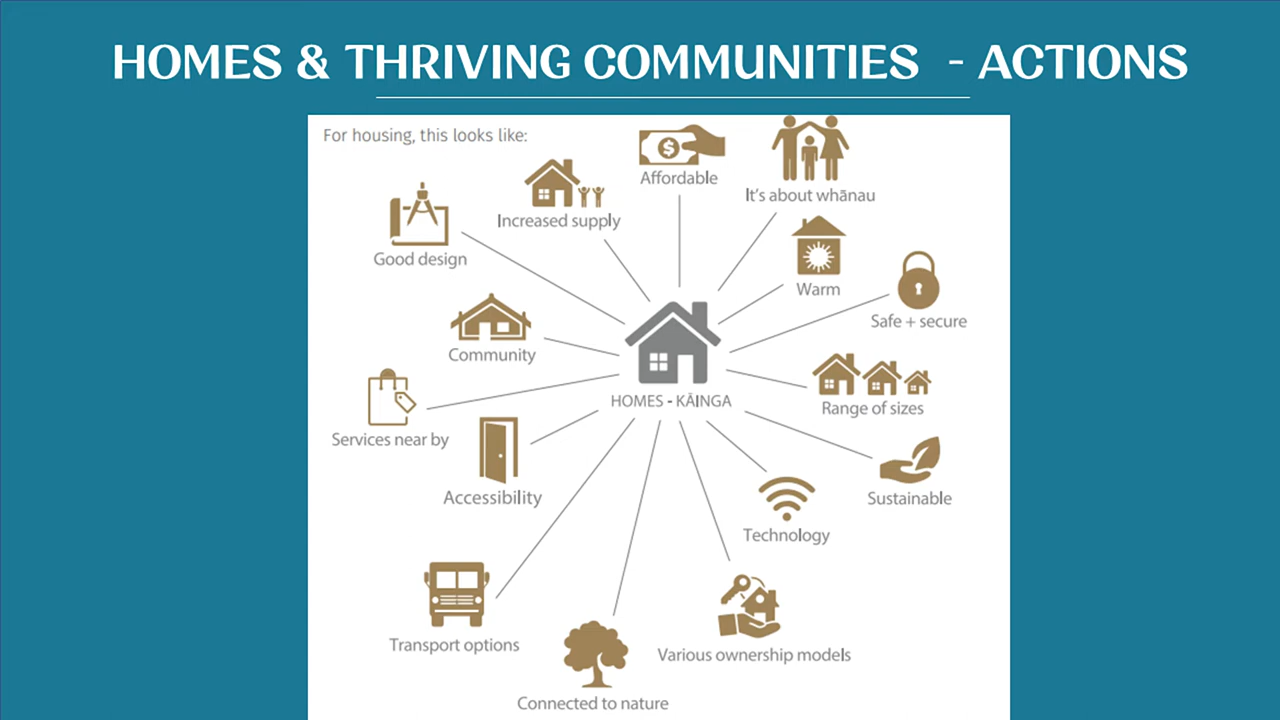 HOMES & THRIVING COMMUNITIES - ACTIONS
For housing, this looks like:
Affordable
It's about whānau
Increased supply
Good design
Warm
Safe + secure
Community
HOMES - KĀINGA
Range of sizes
Services near by
Accessibility
Sustainable
Technology
Transport options
Various ownership models
Connected to nature
$